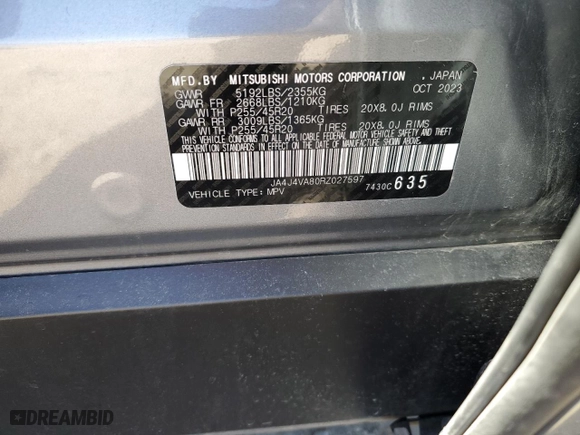 MFD.BY MITSUBISHI MOTORS CORPORATION . JAPAN
GVWR 5192LBS/2355KG OCT 2023
GAWR FR 2668LBS/1210KG
WITH P255/45R20 TIRES 20X8.0J RIMS
GAWR RR 3009LBS/1365KG
WITH P255/45R20 TIRES 20X8.0J RIMS
THIS VEHICLE CONFORMS TO ALL APPLICABLE FEDERAL MOTOR VEHICLE SAFETY AND THEFT
PREVENTION STANDARDS IN EFFECT ON THE DATE OF MANUFACTURE SHOWN ABOVE.
JA4J4VA80RZ027597
VEHICLE TYPE: MPV 7430C 635
DREAMBID